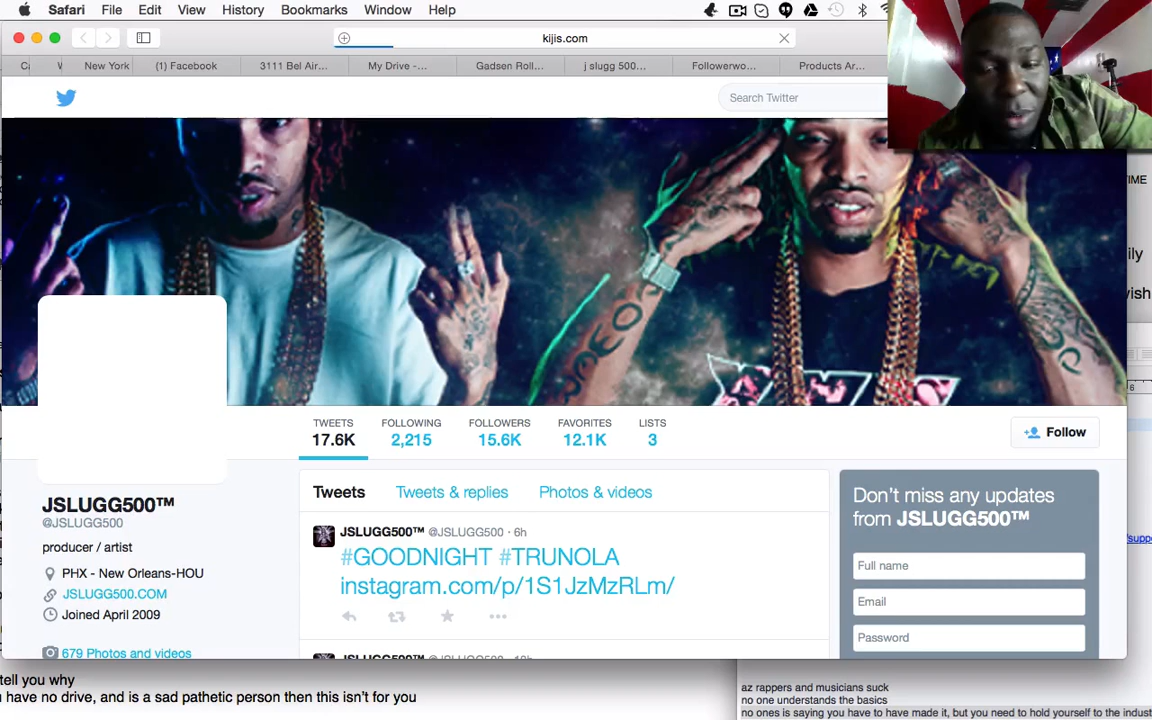 Safari File Edit View History Bookmarks Window Help
kijis.com
New York (1) Facebook 3111 Bel Air... My Drive -... Gadsen Roll... j slugg 500... Followerwo... Products Ar...
Search Twitter
TWEETS FOLLOWING FOLLOWERS FAVORITES LISTS
17.6K 2,215 15.6K 12.1K 3
Follow
Tweets Tweets & replies Photos & videos
JSLUGG500™
@JSLUGG500
producer / artist
PHX - New Orleans-HOU
JSLUGG500.COM
Joined April 2009
679 Photos and videos
JSLUGG500™ @JSLUGG500 · 6h
#GOODNIGHT #TRUNOLA
instagram.com/p/1S1JzMzRLm/
Don't miss any updates
from JSLUGG500™
Full name
Email
Password
tell you why
have no drive, and is a sad pathetic person then this isn't for you
az rappers and musicians suck
no one understands the basics
no ones is saying you have to have made it, but you need to hold yourself to the indust